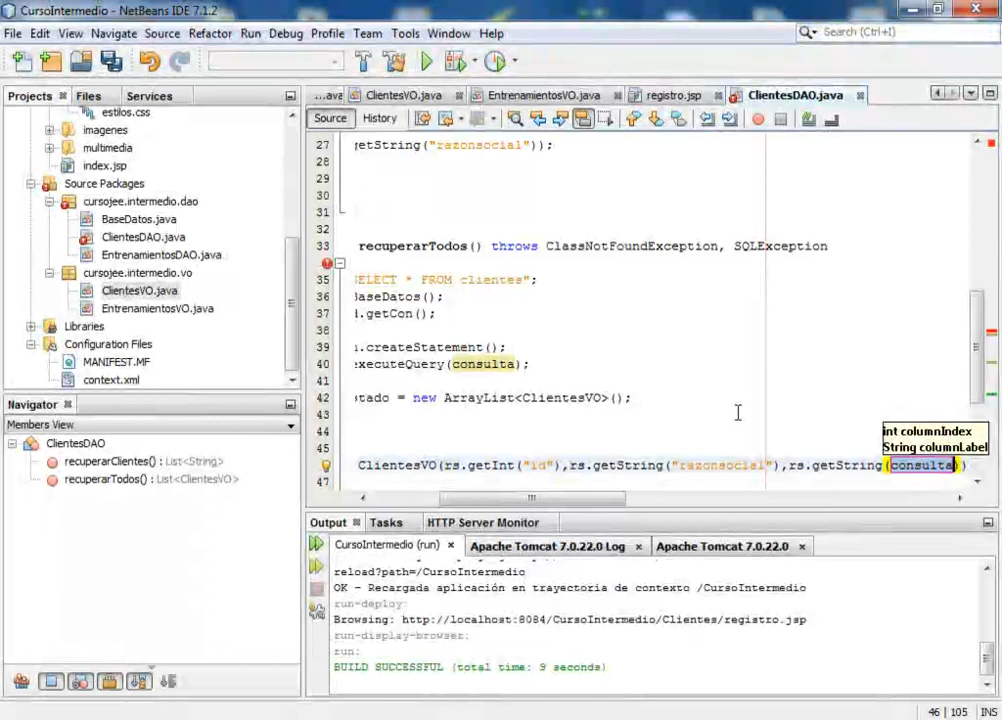 CursoIntermedio - NetBeans IDE 7.1.2
File Edit View Navigate Source Refactor Run Debug Profile Team Tools Window Help
Search (Ctrl+I)
Projects Files Services
estilos.css
imagenes
multimedia
index.jsp
Source Packages
cursojee.intermedio.dao
BaseDatos.java
ClientesDAO.java
EntrenamientosDAO.java
cursojee.intermedio.vo
ClientesVO.java
EntrenamientosVO.java
Libraries
Configuration Files
MANIFEST.MF
context.xml
Navigator
Members View
ClientesDAO
recuperarClientes() : List<String>
recuperarTodos() : List<ClientesVO>
...ava ClientesVO.java EntrenamientosVO.java registro.jsp ClientesDAO.java
Source History
27 getString("razonsocial"));
28
29
30
31
32
33 recuperarTodos() throws ClassNotFoundException, SQLException
35 SELECT * FROM clientes";
36 BaseDatos();
37 .getCon();
38
39 .createStatement();
40 executeQuery(consulta);
41
42 stado = new ArrayList<ClientesVO>();
43
44
45
int columnIndex
String columnLabel
ClientesVO(rs.getInt("id"),rs.getString("razonsocial"),rs.getString(consulta))
47
Output Tasks HTTP Server Monitor
CursoIntermedio (run) Apache Tomcat 7.0.22.0 Log Apache Tomcat 7.0.22.0
reload?path=/CursoIntermedio
OK - Recargada aplicación en trayectoria de contexto /CursoIntermedio
run-deploy:
Browsing: http://localhost:8084/CursoIntermedio/Clientes/registro.jsp
run-display-browser:
run:
BUILD SUCCESSFUL (total time: 9 seconds)
46 | 105 INS